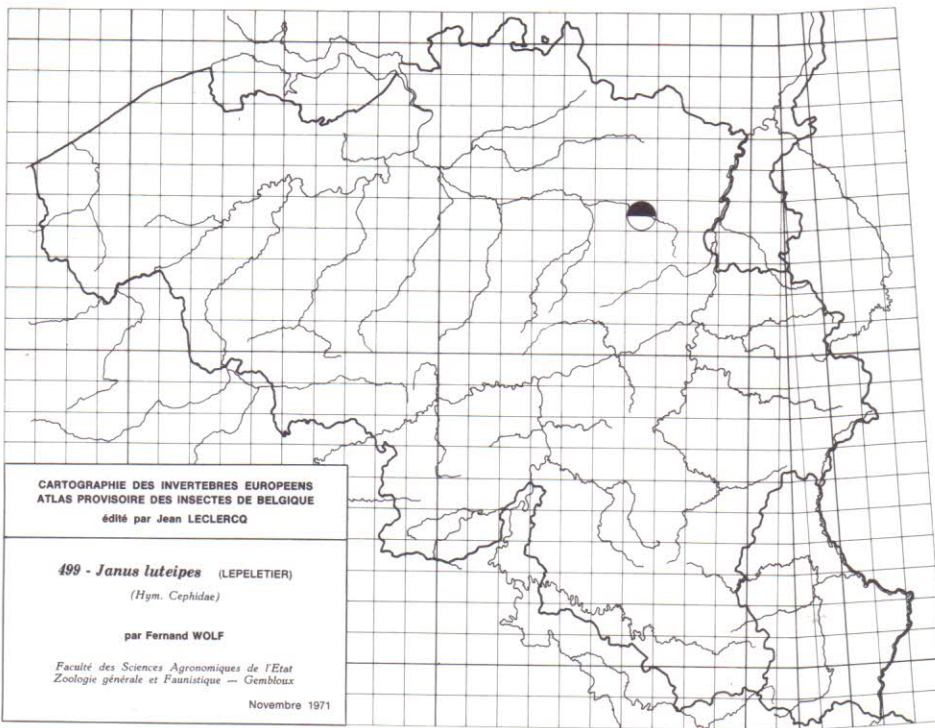 CARTOGRAPHIE DES INVERTEBRES EUROPEENS
ATLAS PROVISOIRE DES INSECTES DE BELGIQUE
édité par Jean LECLERCQ
499 - Janus luteipes (LEPELETIER)
(Hym. Cephidae)
par Fernand WOLF
Faculté des Sciences Agronomiques de l'Etat
Zoologie générale et Faunistique — Gembloux
Novembre 1971